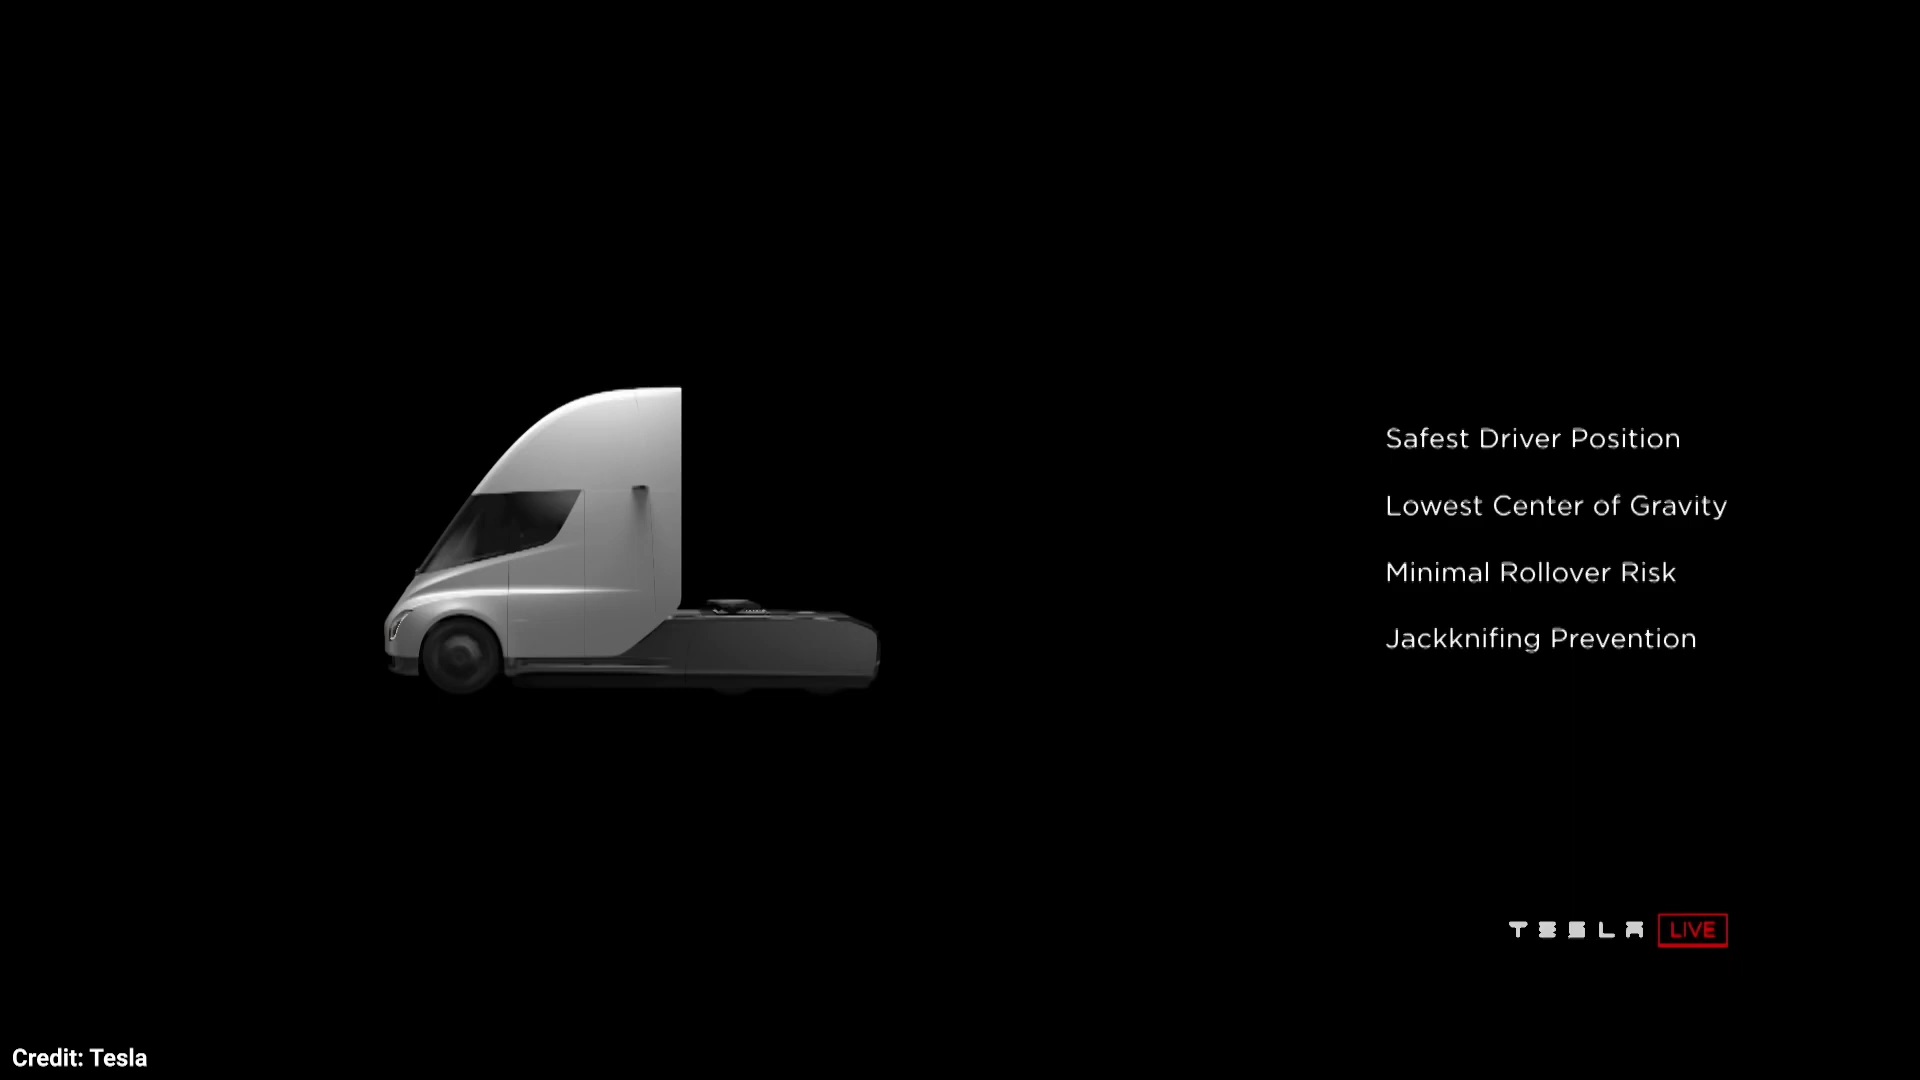 Safest Driver Position
Lowest Center of Gravity
Minimal Rollover Risk
Jackknifing Prevention
TESLA LIVE
Credit: Tesla